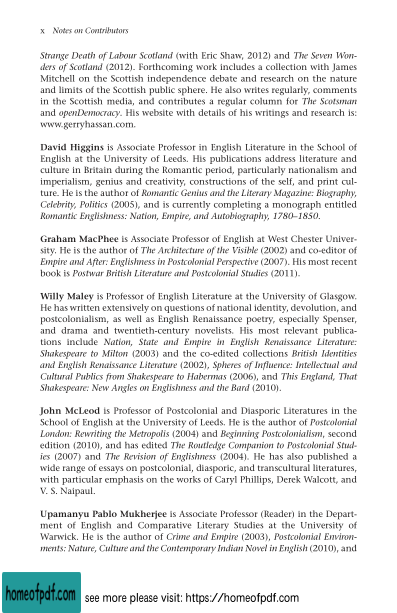 x Notes on Contributors
Strange Death of Labour Scotland (with Eric Shaw, 2012) and The Seven Won-
ders of Scotland (2012). Forthcoming work includes a collection with James
Mitchell on the Scottish independence debate and research on the nature
and limits of the Scottish public sphere. He also writes regularly, comments
in the Scottish media, and contributes a regular column for The Scotsman
and openDemocracy. His website with details of his writings and research is:
www.gerryhassan.com.
David Higgins is Associate Professor in English Literature in the School of
English at the University of Leeds. His publications address literature and
culture in Britain during the Romantic period, particularly nationalism and
imperialism, genius and creativity, constructions of the self, and print cul-
ture. He is the author of Romantic Genius and the Literary Magazine: Biography,
Celebrity, Politics (2005), and is currently completing a monograph entitled
Romantic Englishness: Nation, Empire, and Autobiography, 1780–1850.
Graham MacPhee is Associate Professor of English at West Chester Univer-
sity. He is the author of The Architecture of the Visible (2002) and co-editor of
Empire and After: Englishness in Postcolonial Perspective (2007). His most recent
book is Postwar British Literature and Postcolonial Studies (2011).
Willy Maley is Professor of English Literature at the University of Glasgow.
He has written extensively on questions of national identity, devolution, and
postcolonialism, as well as English Renaissance poetry, especially Spenser,
and drama and twentieth-century novelists. His most relevant publica-
tions include Nation, State and Empire in English Renaissance Literature:
Shakespeare to Milton (2003) and the co-edited collections British Identities
and English Renaissance Literature (2002), Spheres of Influence: Intellectual and
Cultural Publics from Shakespeare to Habermas (2006), and This England, That
Shakespeare: New Angles on Englishness and the Bard (2010).
John McLeod is Professor of Postcolonial and Diasporic Literatures in the
School of English at the University of Leeds. He is the author of Postcolonial
London: Rewriting the Metropolis (2004) and Beginning Postcolonialism, second
edition (2010), and has edited The Routledge Companion to Postcolonial Stud-
ies (2007) and The Revision of Englishness (2004). He has also published a
wide range of essays on postcolonial, diasporic, and transcultural literatures,
with particular emphasis on the works of Caryl Phillips, Derek Walcott, and
V. S. Naipaul.
Upamanyu Pablo Mukherjee is Associate Professor (Reader) in the Depart-
ment of English and Comparative Literary Studies at the University of
Warwick. He is the author of Crime and Empire (2003), Postcolonial Environ-
ments: Nature, Culture and the Contemporary Indian Novel in English (2010), and
homeofpdf.com
see more please visit: https://homeofpdf.com